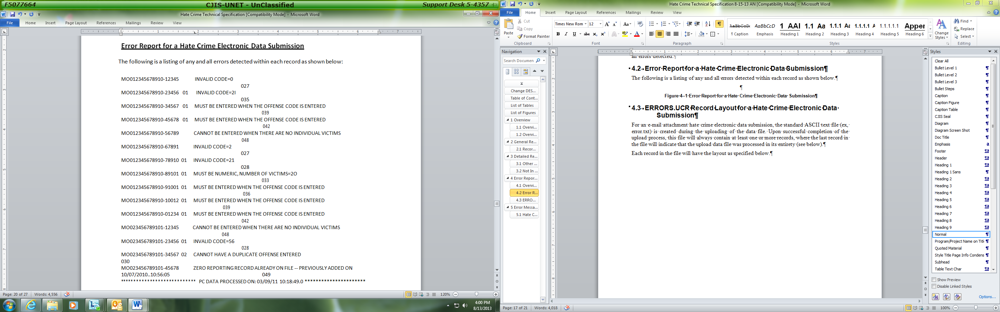 F5077664 CJIS-UNET - UnClassified Support Desk 5-4357
Hate Crime Technical Specification [Compatibility Mode] - Microsoft Word
File Home Insert Page Layout References Mailings Review View
Error Report for a Hate Crime Electronic Data Submission
The following is a listing of any and all errors detected within each record as shown below:
MO012345678910-12345 INVALID CODE=0
027
MO012345678910-23456 01 INVALID CODE=2I
035
MO012345678910-34567 01 MUST BE ENTERED WHEN THE OFFENSE CODE IS ENTERED
039
MO012345678910-45678 01 MUST BE ENTERED WHEN THE OFFENSE CODE IS ENTERED
042
MO012345678910-56789 CANNOT BE ENTERED WHEN THERE ARE NO INDIVIDUAL VICTIMS
048
MO012345678910-67891 INVALID CODE=2
027
MO012345678910-78910 01 INVALID CODE=21
028
MO012345678910-89101 01 MUST BE NUMERIC, NUMBER OF VICTIMS=2O
033
MO012345678910-91001 01 MUST BE ENTERED WHEN THE OFFENSE CODE IS ENTERED
036
MO012345678910-10012 01 MUST BE ENTERED WHEN THE OFFENSE CODE IS ENTERED
039
MO012345678910-01234 01 MUST BE ENTERED WHEN THE OFFENSE CODE IS ENTERED
042
MO023456789101-12345 CANNOT BE ENTERED WHEN THERE ARE NO INDIVIDUAL VICTIMS
048
MO023456789101-23456 01 INVALID CODE=56
028
MO023456789101-34567 02 CANNOT HAVE A DUPLICATE OFFENSE ENTERED
030
MO023456789101-45678 ZERO REPORTING RECORD ALREADY ON FILE -- PREVIOUSLY ADDED ON
10/07/2010..10:56:05 049
**************************** PC DATA PROCESSED ON: 03/09/11 10:18:49.0 ***********************
Page: 20 of 27 Words: 4,556 120%
4:00 PM
8/13/2013
Hate Crime Technical Specification 8-15-13 AN [Compatibility Mode] - Microsoft Word
File Home Insert Page Layout References Mailings Review View
Paste
Cut
Copy
Format Painter
Clipboard
Times New Rom 12
Font
Paragraph
AaBbCcDc AaBbCcD 1 AAI 1.1 Aa 1.1.1 Aa 1.1.1.1 A 1.1.1.1.1 Apper
¶ Caption Emphasis Heading 1 Heading 2 Heading 3 Heading 4 Heading 5 Heading 6
Styles
Change Styles
Find
Replace
Select
Editing
Navigation
Search Documen
Change DES...
Table of Cont...
List of Tables
List of Figures
1 Overview
1.1 Overvi...
1.2 Overvi...
2 General Re...
2.1 Recor...
3 Detailed Re...
3.1 Other ...
3.2 Not In ...
4 Error Repor...
4.1 Overvi...
4.2 Error R...
4.3 ERRO...
5 Error Messa...
5.1 Hate C...
all errors detected.¶
4.2→Error·Report·for·a·Hate·Crime·Electronic·Data·Submission¶
The·following·is·a·listing·of·any·and·all·errors·detected·within·each·record·as·shown·below.¶
¶
Figure·4–1·Error·Report·for·a·Hate·Crime·Electronic·Data·Submission¶
4.3→ERRORS.UCR·Record·Layout·for·a·Hate·Crime·Electronic·Data·
Submission¶
For·an·e-mail·attachment·hate·crime·electronic·data·submission,·the·standard·ASCII·text·file·(ex,·
error.txt)·is·created·during·the·uploading·of·the·data·file.·Upon·successful·completion·of·the·
upload·process,·this·file·will·always·contain·at·least·one·or·more·records,·where·the·last·record·in·
the·file·will·indicate·that·the·upload·data·file·was·processed·in·its·entirety·(see·below).¶
Each·record·in·the·file·will·have·the·layout·as·specified·below.¶
Styles
Clear All
Bullet Level 1
Bullet Level 2
Bullet Level 3
Bullet Steps
Caption
Caption Figure
Caption Table
CJIS Seal
Diagram
Diagram Screen Shot
Doc Title
Emphasis
Footer
Header
Heading 1
Heading 1 Sans
Heading 2
Heading 3
Heading 4
Heading 5
Heading 6
Heading 7
Heading 8
Heading 9
Normal
Program/Project Name on Titl
Quoted Material
Style Title Page Info Condens
Subhead
Table Text Char
Show Preview
Disable Linked Styles
Options...
Page: 17 of 21 Words: 4,018 100%